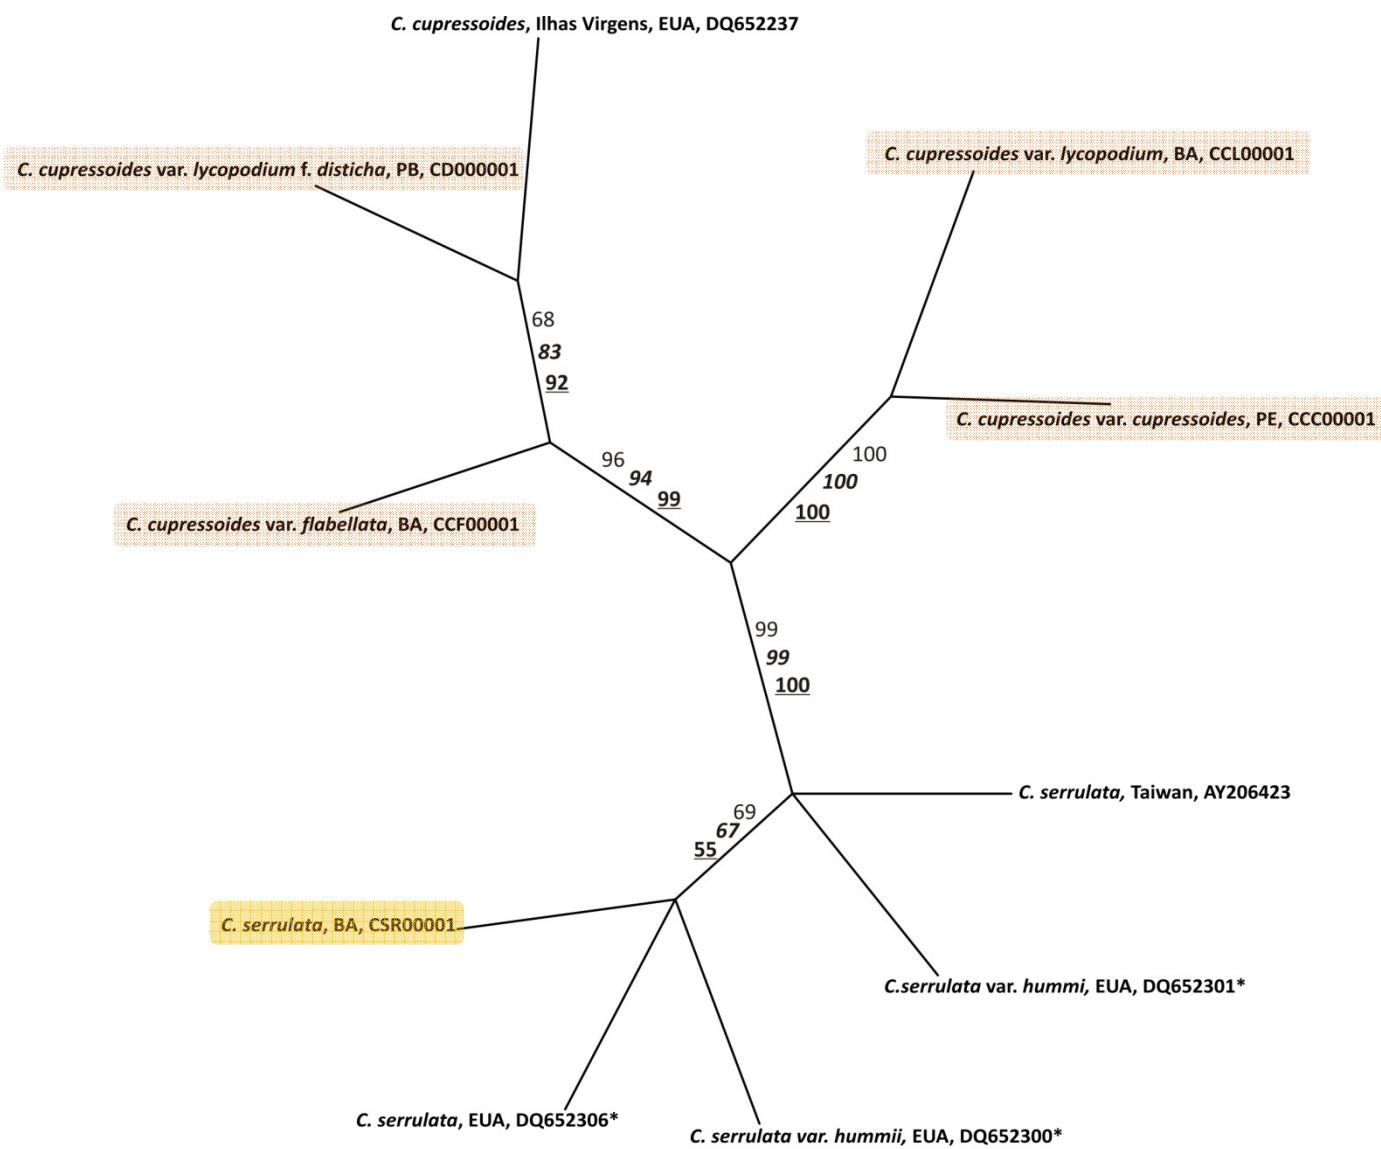 C. cupressoides, Ilhas Virgens, EUA, DQ652237
C. cupressoides var. lycopodium, BA, CCL00001
C. cupressoides var. lycopodium f. disticha, PB, CD000001
68
83
92
C. cupressoides var. cupressoides, PE, CCC00001
96
94
99
100
100
100
C. cupressoides var. flabellata, BA, CCF00001
99
99
100
C. serrulata, Taiwan, AY206423
69
67
55
C. serrulata, BA, CSR00001
C.serrulata var. hummi, EUA, DQ652301*
C. serrulata, EUA, DQ652306*
C. serrulata var. hummii, EUA, DQ652300*